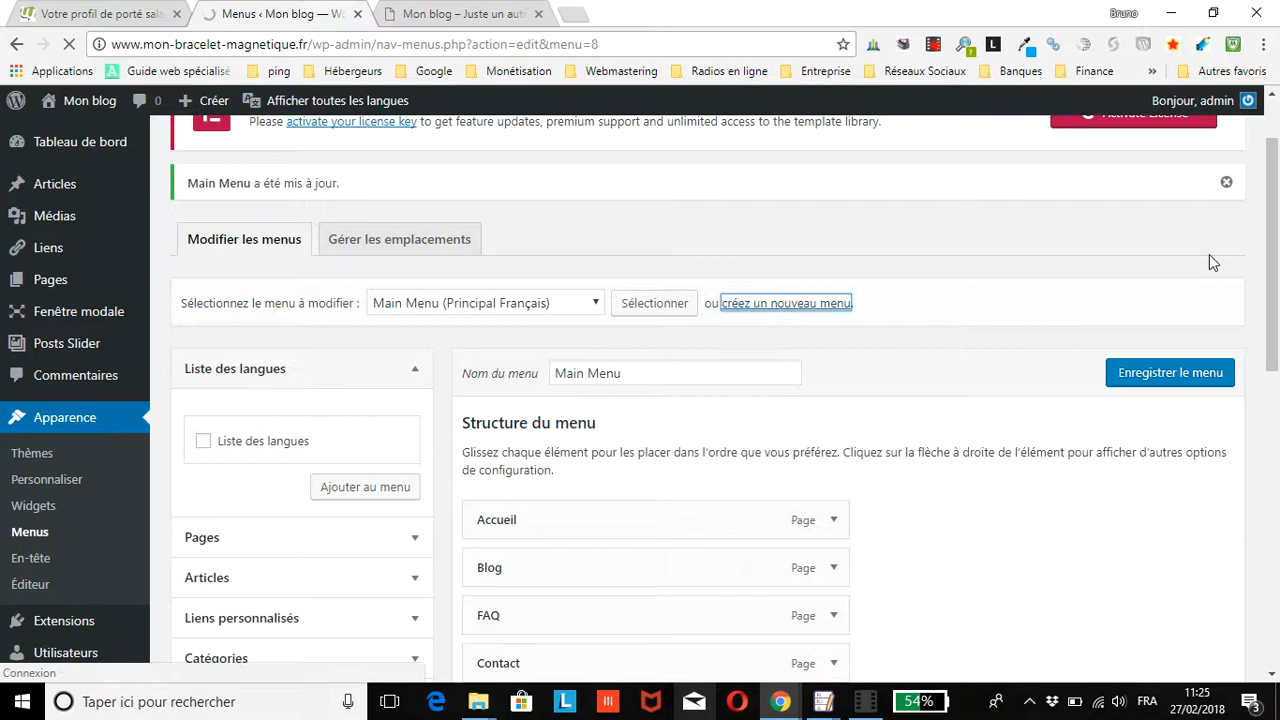 Votre profil de porté sala
Menus ‹ Mon blog — Wo
Mon blog – Juste un autr
Bruno
www.mon-bracelet-magnetique.fr/wp-admin/nav-menus.php?action=edit&menu=8
Applications
Guide web spécialisé
ping
Hébergeurs
Google
Monétisation
Webmastering
Radios en ligne
Entreprise
Réseaux Sociaux
Banques
Finance
»
Autres favoris
Mon blog
0
Créer
Afficher toutes les langues
Bonjour, admin
Please activate your license key to get feature updates, premium support and unlimited access to the template library.
Activate License
Main Menu a été mis à jour.
Modifier les menus
Gérer les emplacements
Sélectionnez le menu à modifier :
Main Menu (Principal Français)
Sélectionner
ou créez un nouveau menu.
Tableau de bord
Articles
Médias
Liens
Pages
Fenêtre modale
Posts Slider
Commentaires
Apparence
Thèmes
Personnaliser
Widgets
Menus
En-tête
Éditeur
Extensions
Utilisateurs
Liste des langues
Liste des langues
Ajouter au menu
Pages
Articles
Liens personnalisés
Catégories
Nom du menu
Main Menu
Enregistrer le menu
Structure du menu
Glissez chaque élément pour les placer dans l'ordre que vous préférez. Cliquez sur la flèche à droite de l'élément pour afficher d'autres options
de configuration.
Accueil
Page
Blog
Page
FAQ
Page
Contact
Page
Connexion
Taper ici pour rechercher
54%
FRA
11:25
27/02/2018
3